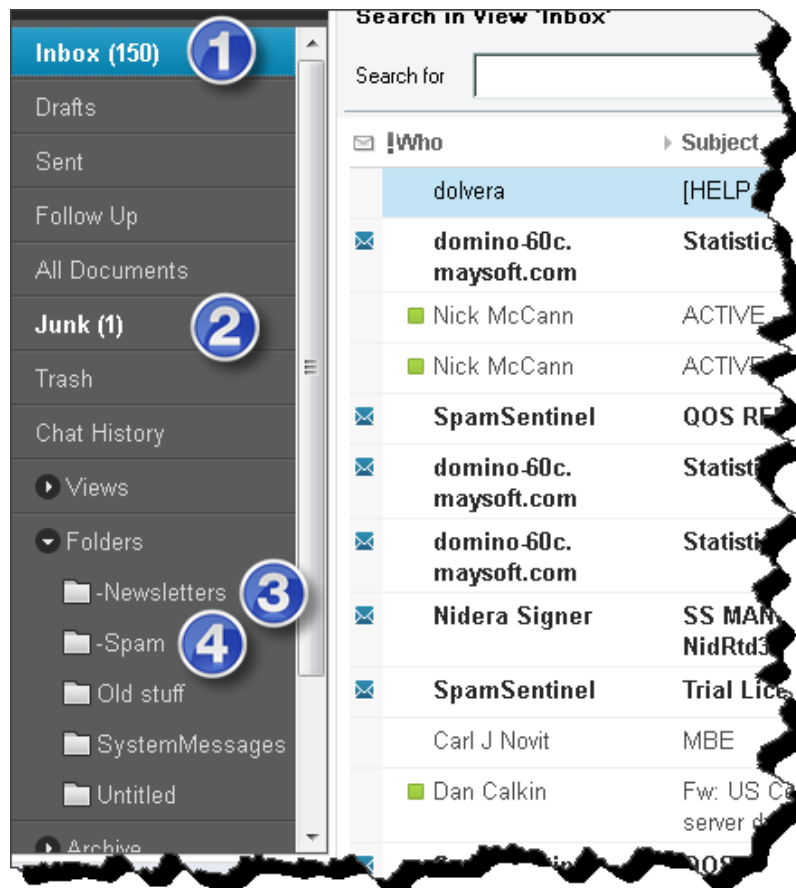 Inbox (150)
1
Drafts
Sent
Follow Up
All Documents
Junk (1)
2
Trash
Chat History
Views
Folders
-Newsletters
3
-Spam
4
Old stuff
SystemMessages
Untitled
Archive
Search in View 'Inbox'
Search for
!Who Subject
dolvera [HELP
domino-60c. Statistic
maysoft.com
Nick McCann ACTIVE
Nick McCann ACTIVE
SpamSentinel QOS
domino-60c. Statist
maysoft.com
domino-60c. Statisti
maysoft.com
Nidera Signer SS MAN
NidRtd3
SpamSentinel Trial Lice
Carl J Novit MBE
Dan Calkin Fw: US Co
server
QOS